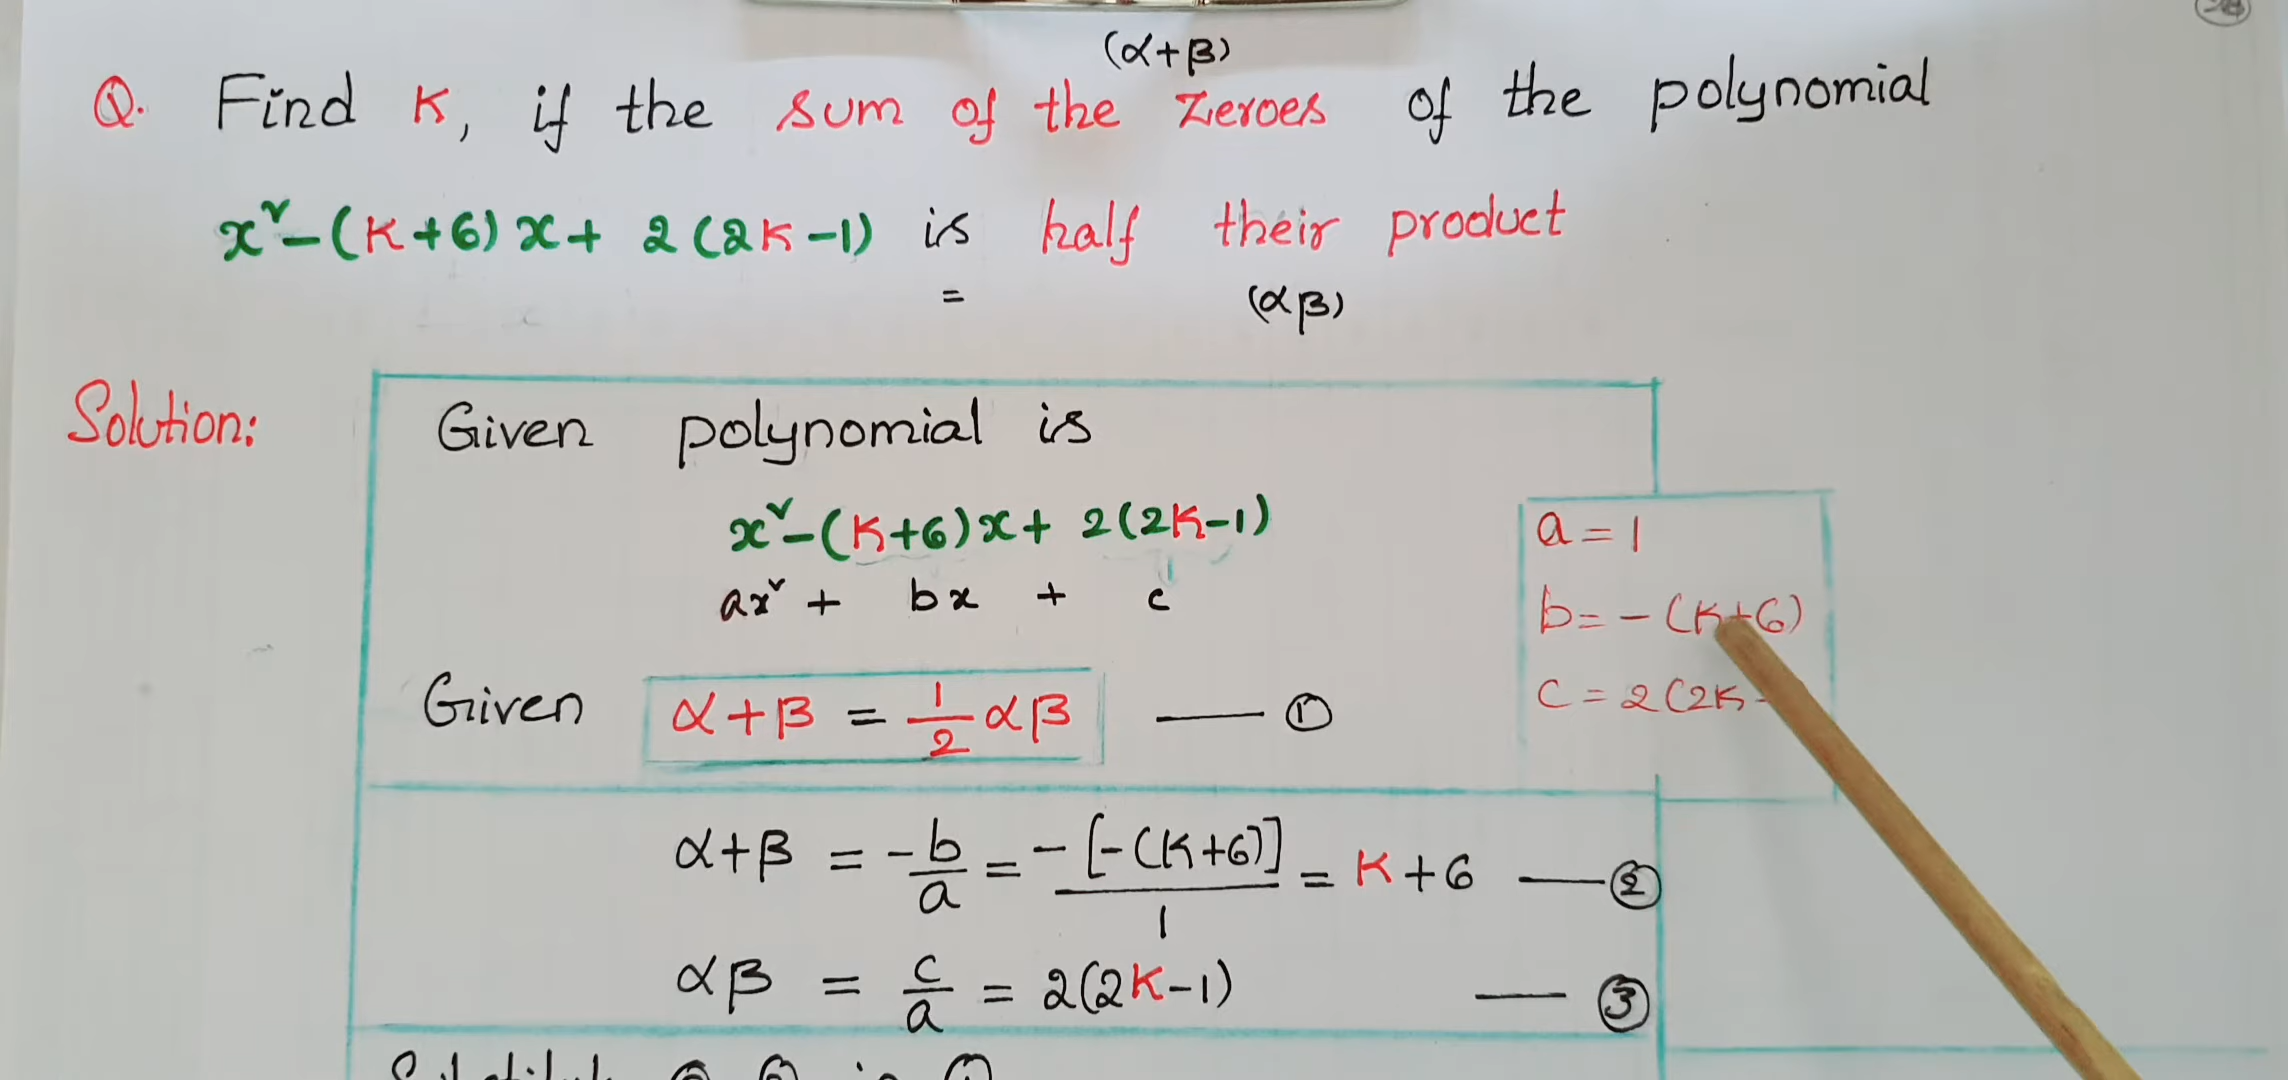 (α+β)
Q. Find K, if the sum of the zeroes of the polynomial
x² - (K+6)x + 2(2K-1) is half their product
= (αβ)
Solution: Given polynomial is
x² - (K+6)x + 2(2K-1)
ax² + bx + c
a = 1
b = -(K+6)
c = 2(2K-
Given α+β = 1/2 αβ — ①
α+β = -b/a = -[-(K+6)]/1 = K+6 — ②
αβ = c/a = 2(2K-1) — ③